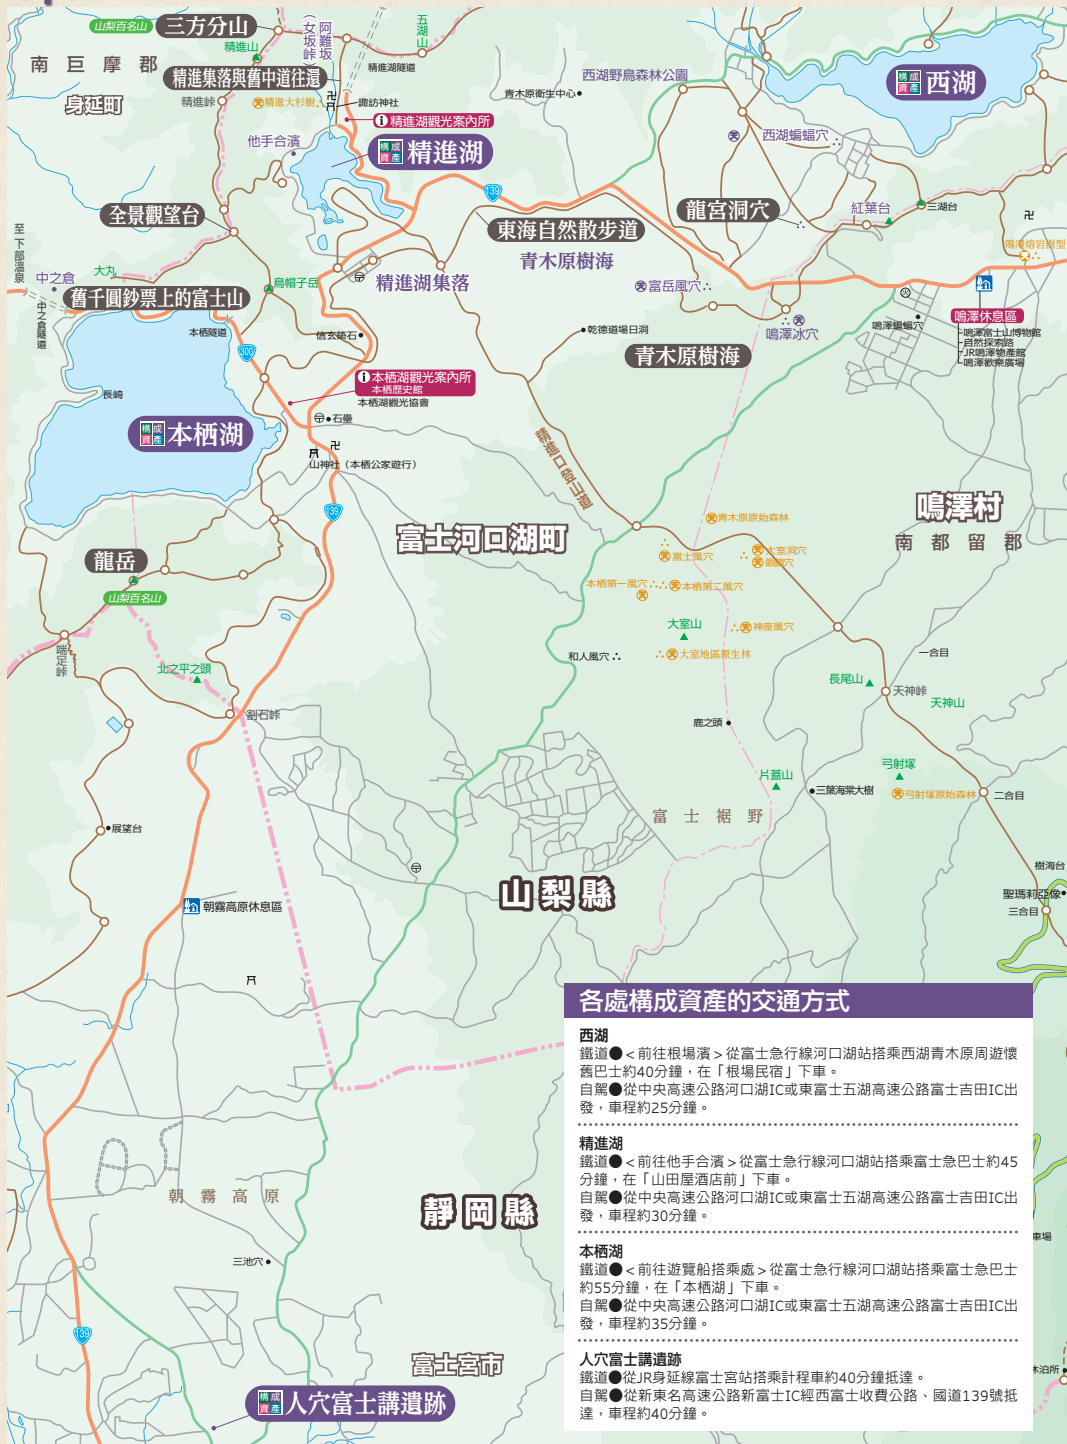 山梨百名山
三方分山
南巨摩郡
精進山
(女坂峠)
阿難坂
五湖山
精進湖隧道
精進集落與舊中道往還
身延町
精進峠
精進大杉樹
諏訪神社
精進湖觀光案內所
他手合濱
構成資產
精進湖
西湖野鳥森林公園
青木原衛生中心
構成資產
西湖
西湖蝙蝠穴
139
全景觀望台
東海自然散步道
龍宮洞穴
紅葉台
三湖台
至下部溫泉
青木原樹海
鳴澤熔岩樹型
中之倉
大丸
烏帽子岳
精進湖集落
富岳風穴
舊千圓鈔票上的富士山
中之倉隧道
本栖隧道
信玄築石
乾德道場日洞
鳴澤冰穴
鳴澤蝙蝠穴
鳴澤休息區
鳴澤富士山博物館
自然探索路
JR鳴澤物產館
鳴澤歡樂廣場
300
青木原樹海
本栖湖觀光案內所
本栖歷史館
本栖湖觀光協會
長崎
石壘
構成資產
本栖湖
山神社(本栖公家遊行)
精進口登山道
139
鳴澤村
富士河口湖町
青木原原始森林
南都留郡
龍岳
富士風穴
大室洞穴
山梨百名山
本栖第一風穴
本栖第二風穴
大室山
神座風穴
端足峠
和人風穴
大室地區原生林
一合目
北之平之頭
長尾山
天神峠
天神山
割石峠
鹿之頭
弓射塚
片蓋山
三葉海棠大樹
弓射塚原始森林
二合目
富士裾野
展望台
樹海台
山梨縣
聖瑪莉亞像
三合目
朝霧高原休息區
各處構成資產的交通方式
西湖
鐵道●<前往根場濱>從富士急行線河口湖站搭乘西湖青木原周遊懷
舊巴士約40分鐘,在「根場民宿」下車。
自駕●從中央高速公路河口湖IC或東富士五湖高速公路富士吉田IC出
發,車程約25分鐘。
精進湖
鐵道●<前往他手合濱>從富士急行線河口湖站搭乘富士急巴士約45
分鐘,在「山田屋酒店前」下車。
自駕●從中央高速公路河口湖IC或東富士五湖高速公路富士吉田IC出
發,車程約30分鐘。
本栖湖
鐵道●<前往遊覽船搭乘處>從富士急行線河口湖站搭乘富士急巴士
約55分鐘,在「本栖湖」下車。
自駕●從中央高速公路河口湖IC或東富士五湖高速公路富士吉田IC出
發,車程約35分鐘。
人穴富士講遺跡
鐵道●從JR身延線富士宮站搭乘計程車約40分鐘抵達。
自駕●從新東名高速公路新富士IC經西富士收費公路、國道139號抵
達,車程約40分鐘。
朝霧高原
靜岡縣
車場
三池穴
139
富士宮市
休泊所
構成資產
人穴富士講遺跡